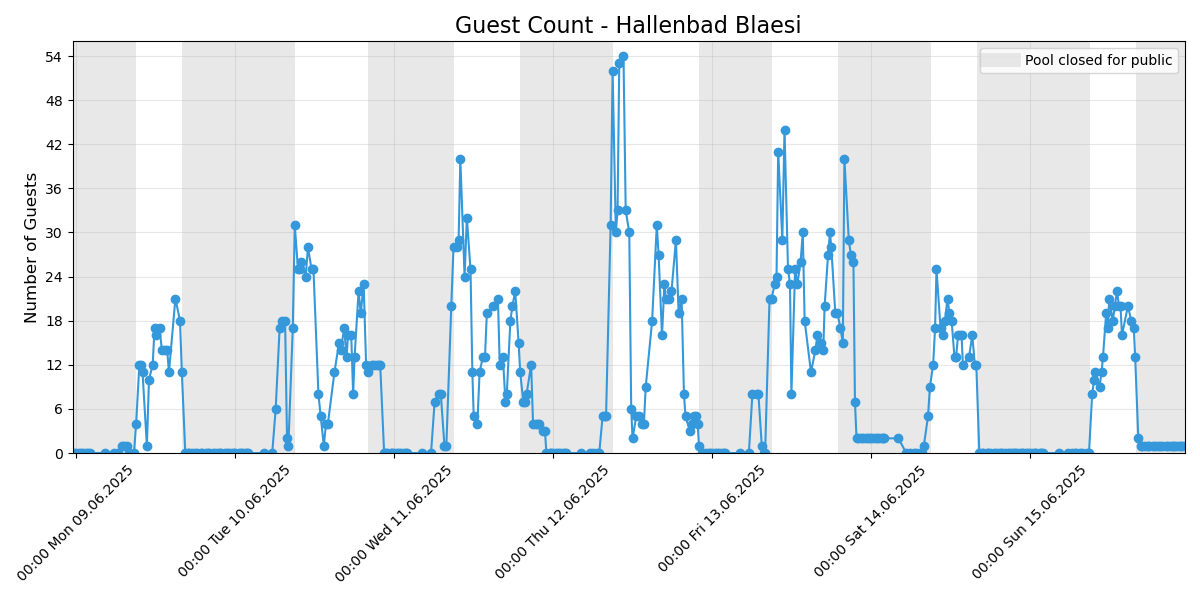 Guest Count - Hallenbad Blaesi
Pool closed for public
Number of Guests
54
48
42
36
30
24
18
12
6
0
00:00 Mon 09.06.2025
00:00 Tue 10.06.2025
00:00 Wed 11.06.2025
00:00 Thu 12.06.2025
00:00 Fri 13.06.2025
00:00 Sat 14.06.2025
00:00 Sun 15.06.2025